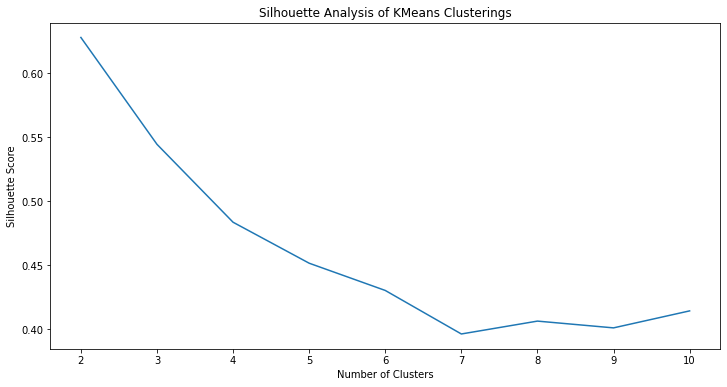 Silhouette Analysis of KMeans Clusterings
0.60
0.55
0.50
0.45
0.40
Silhouette Score
2 3 4 5 6 7 8 9 10
Number of Clusters